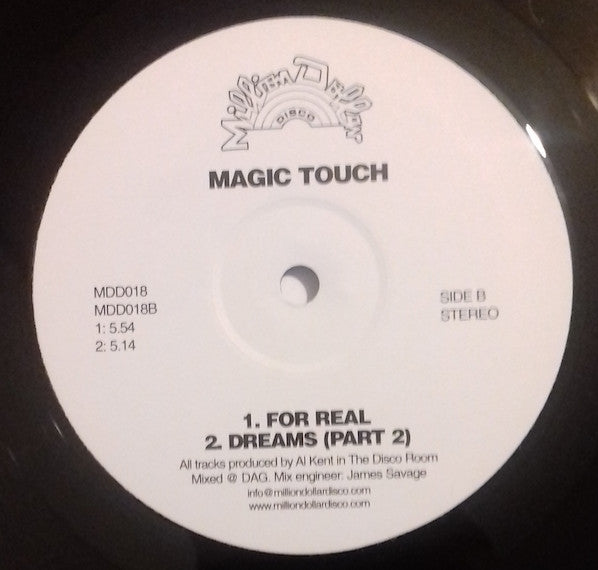 Million Dollar
DISCO
MAGIC TOUCH
MDD018
MDD018B
1: 5.54
2: 5.14
SIDE B
STEREO
1. FOR REAL
2. DREAMS (PART 2)
All tracks produced by Al Kent in The Disco Room
Mixed @ DAG. Mix engineer: James Savage
info@milliondollardisco.com
www.milliondollardisco.com